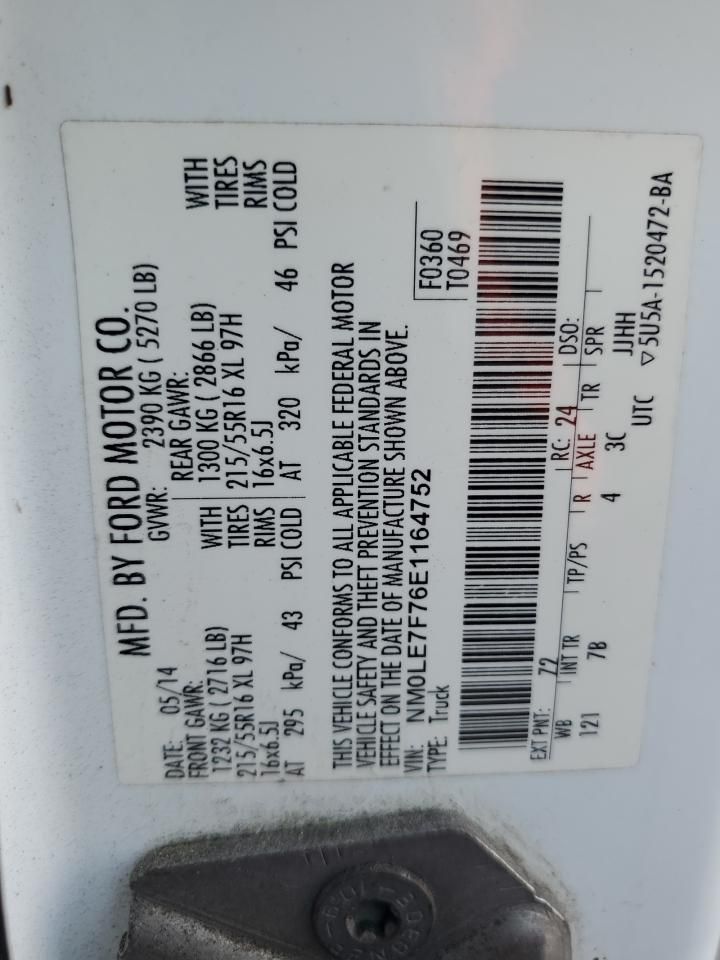 MFD. BY FORD MOTOR CO.
DATE: 05/14 GVWR: 2390 KG ( 5270 LB)
FRONT GAWR: REAR GAWR:
1232 KG ( 2716 LB) WITH 1300 KG ( 2866 LB) WITH
215/55R16 XL 97H TIRES 215/55R16 XL 97H TIRES
16x6.5J RIMS 16x6.5J RIMS
AT 295 kPa/ 43 PSI COLD AT 320 kPa/ 46 PSI COLD
THIS VEHICLE CONFORMS TO ALL APPLICABLE FEDERAL MOTOR
VEHICLE SAFETY AND THEFT PREVENTION STANDARDS IN
EFFECT ON THE DATE OF MANUFACTURE SHOWN ABOVE.
VIN: NM0LE7F76E1164752 F0360
TYPE: Truck T0469
EXT PNT: 72 RC: 24 DSO:
WB INT TR TP/PS R AXLE TR SPR
121 7B 4 3C JJHH
UTC ▽5U5A-1520472-BA